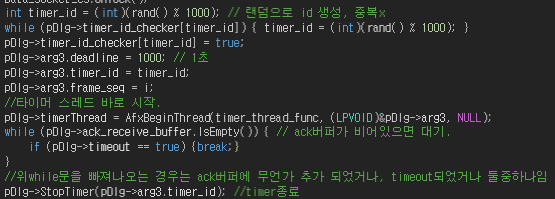 int timer_id = (int)(rand() % 1000); // 랜덤으로 id 생성, 중복x
while (pDlg->timer_id_checker[timer_id]) { timer_id = (int)(rand() % 1000); }
pDlg->timer_id_checker[timer_id] = true;
pDlg->arg3.deadline = 1000; // 1초
pDlg->arg3.timer_id = timer_id;
pDlg->arg3.frame_seq = i;
//타이머 스레드 바로 시작.
pDlg->timerThread = AfxBeginThread(timer_thread_func, (LPVOID)&pDlg->arg3, NULL);
while (pDlg->ack_receive_buffer.IsEmpty()) { // ack버퍼가 비어있으면 대기.
if (pDlg->timeout == true) {break;}
}
//위while문을 빠져나오는 경우는 ack버퍼에 무언가 추가 되었거나, timeout되었거나 둘중하나임
pDlg->StopTimer(pDlg->arg3.timer_id); //timer종료